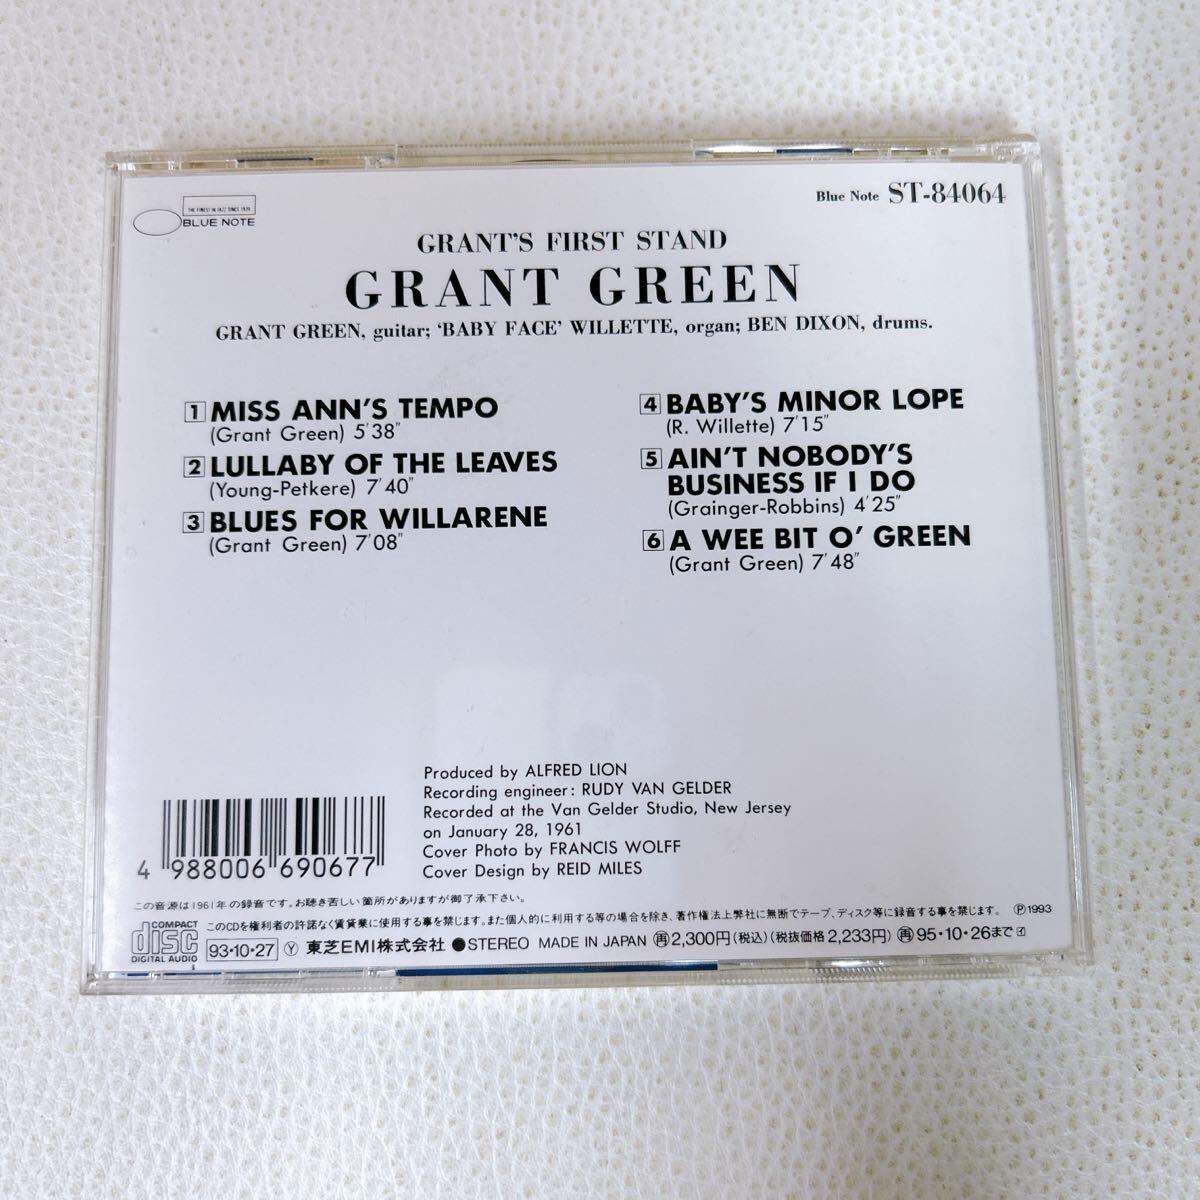 THE FINEST IN JAZZ SINCE 1939
BLUE NOTE
Blue Note ST-84064
GRANT'S FIRST STAND
GRANT GREEN
GRANT GREEN, guitar; 'BABY FACE' WILLETTE, organ; BEN DIXON, drums.
1 MISS ANN'S TEMPO
(Grant Green) 5'38"
2 LULLABY OF THE LEAVES
(Young-Petkere) 7'40"
3 BLUES FOR WILLARENE
(Grant Green) 7'08"
4 BABY'S MINOR LOPE
(R. Willette) 7'15"
5 AIN'T NOBODY'S
BUSINESS IF I DO
(Grainger-Robbins) 4'25"
6 A WEE BIT O' GREEN
(Grant Green) 7'48"
Produced by ALFRED LION
Recording engineer: RUDY VAN GELDER
Recorded at the Van Gelder Studio, New Jersey
on January 28, 1961
Cover Photo by FRANCIS WOLFF
Cover Design by REID MILES
4 988006 690677
この音源は1961年の録音です。お聴き苦しい箇所がありますが御了承下さい。
このCDを権利者の許諾なく賃貸業に使用する事を禁じます。また個人的に利用する等の場合を除き、著作権法上弊社に無断でテープ、ディスク等に録音する事を禁じます。 Ⓟ1993
COMPACT
disc
DIGITAL AUDIO
93・10・27 Ⓨ 東芝EMI株式会社 ●STEREO MADE IN JAPAN 再2,300円(税込)(税抜価格2,233円) 再95・10・26まで